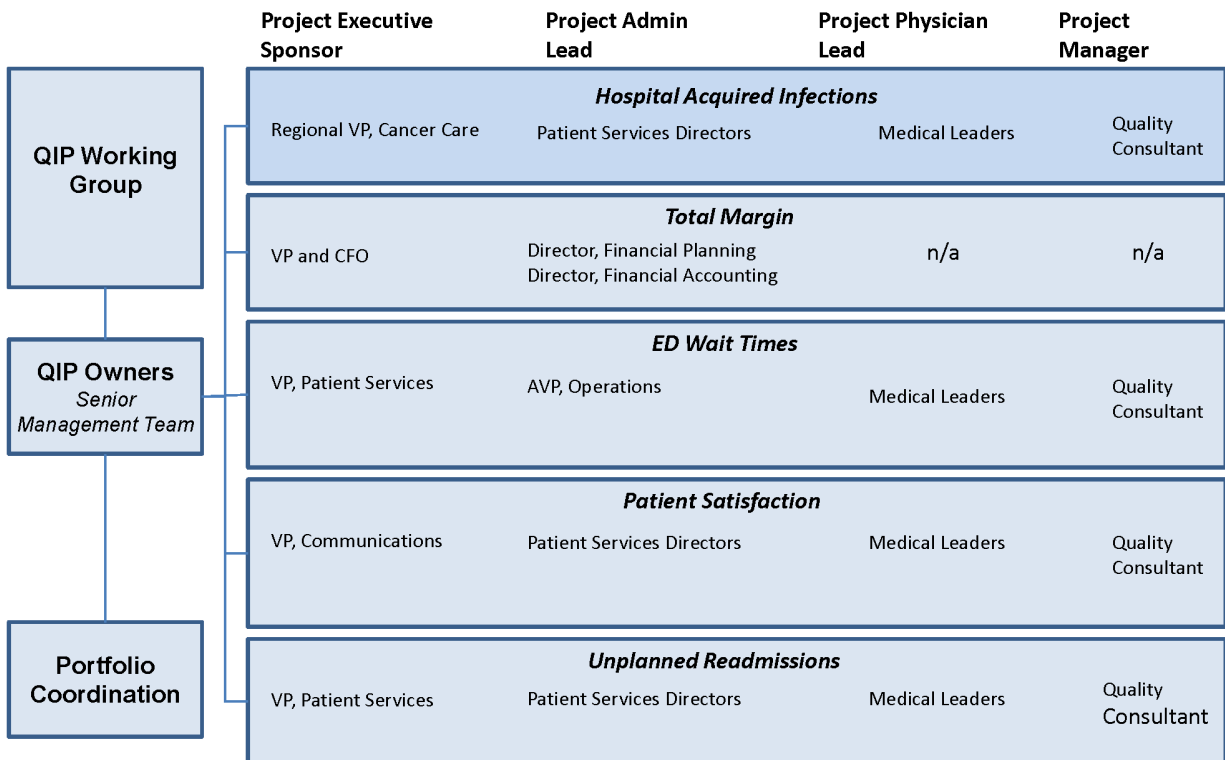 Project Executive
Sponsor
Project Admin
Lead
Project Physician
Lead
Project
Manager
QIP Working
Group
QIP Owners
Senior
Management Team
Portfolio
Coordination
Hospital Acquired Infections
Regional VP, Cancer Care
Patient Services Directors
Medical Leaders
Quality
Consultant
Total Margin
VP and CFO
Director, Financial Planning
Director, Financial Accounting
n/a
n/a
ED Wait Times
VP, Patient Services
AVP, Operations
Medical Leaders
Quality
Consultant
Patient Satisfaction
VP, Communications
Patient Services Directors
Medical Leaders
Quality
Consultant
Unplanned Readmissions
VP, Patient Services
Patient Services Directors
Medical Leaders
Quality
Consultant